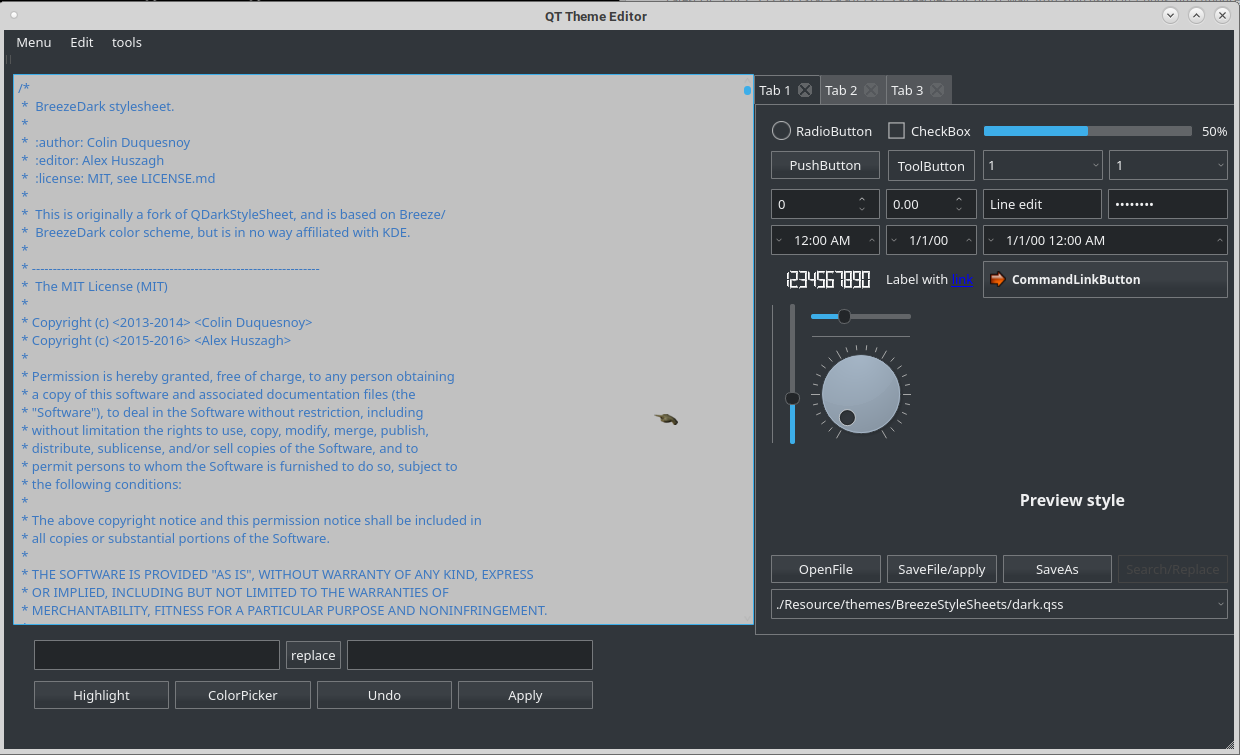 QT Theme Editor
Menu Edit tools
/*
* BreezeDark stylesheet.
*
* :author: Colin Duquesnoy
* :editor: Alex Huszagh
* :license: MIT, see LICENSE.md
*
* This is originally a fork of QDarkStyleSheet, and is based on Breeze/
* BreezeDark color scheme, but is in no way affiliated with KDE.
*
* ---------------------------------------------------------------------
* The MIT License (MIT)
*
* Copyright (c) <2013-2014> <Colin Duquesnoy>
* Copyright (c) <2015-2016> <Alex Huszagh>
*
* Permission is hereby granted, free of charge, to any person obtaining
* a copy of this software and associated documentation files (the
* "Software"), to deal in the Software without restriction, including
* without limitation the rights to use, copy, modify, merge, publish,
* distribute, sublicense, and/or sell copies of the Software, and to
* permit persons to whom the Software is furnished to do so, subject to
* the following conditions:
*
* The above copyright notice and this permission notice shall be included in
* all copies or substantial portions of the Software.
*
* THE SOFTWARE IS PROVIDED "AS IS", WITHOUT WARRANTY OF ANY KIND, EXPRESS
* OR IMPLIED, INCLUDING BUT NOT LIMITED TO THE WARRANTIES OF
* MERCHANTABILITY, FITNESS FOR A PARTICULAR PURPOSE AND NONINFRINGEMENT.
replace
Highlight ColorPicker Undo Apply
Tab 1 Tab 2 Tab 3
RadioButton CheckBox 50%
PushButton ToolButton 1 1
0 0.00 Line edit ••••••••
12:00 AM 1/1/00 1/1/00 12:00 AM
1234567890 Label with link CommandLinkButton
Preview style
OpenFile SaveFile/apply SaveAs Search/Replace
./Resource/themes/BreezeStyleSheets/dark.qss